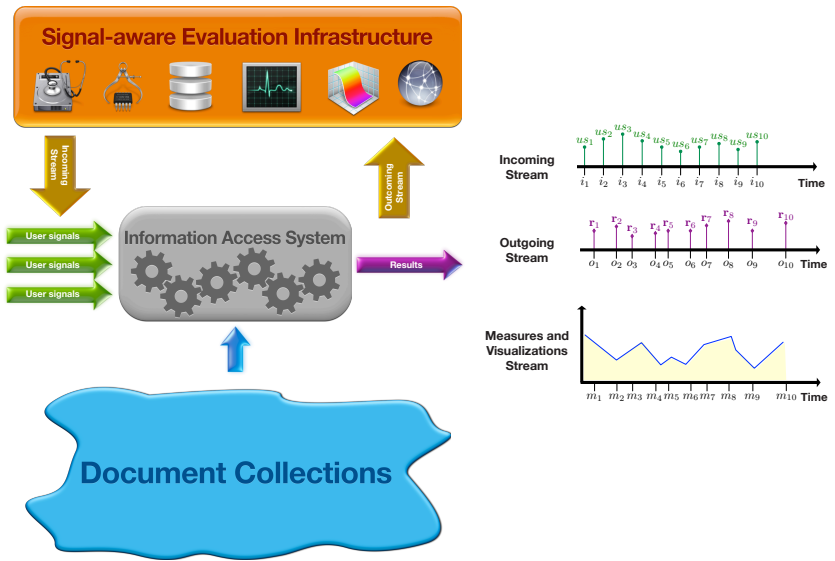 Signal-aware Evaluation Infrastructure
Incoming
Stream
Outcoming
Stream
User signals
User signals
User signals
Information Access System
Results
Document Collections
Incoming
Stream
us1 us2 us3 us4 us5 us6 us7 us8 us9 us10
i1 i2 i3 i4 i5 i6 i7 i8 i9 i10 Time
Outgoing
Stream
r1 r2 r3 r4 r5 r6 r7 r8 r9 r10
o1 o2 o3 o4 o5 o6 o7 o8 o9 o10 Time
Measures and
Visualizations
Stream
m1 m2 m3 m4 m5 m6 m7 m8 m9 m10 Time